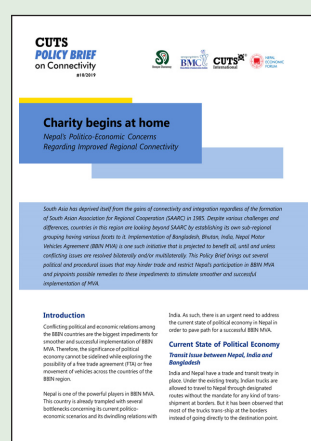 CUTS
POLICY BRIEF
on Connectivity
#10/2019
BMC
CUTS
International
NEPAL
ECONOMIC
FORUM
Charity begins at home
Nepal's Politico-Economic Concerns
Regarding Improved Regional Connectivity
South Asia has deprived itself from the gains of connectivity and integration regardless of the formation
of South Asian Association for Regional Cooperation (SAARC) in 1985. Despite various challenges and
differences, countries in this region are looking beyond SAARC by establishing its own sub-regional
grouping having various facets to it. Implementation of Bangladesh, Bhutan, India, Nepal Motor
Vehicles Agreement (BBIN MVA) is one such initiative that is projected to benefit all, until and unless
conflicting issues are resolved bilaterally and/or multilaterally. This Policy Brief brings out several
political and procedural issues that may hinder trade and restrict Nepal's participation in BBIN MVA
and pinpoints possible remedies to these impediments to stimulate smoother and successful
implementation of MVA.
Introduction
Conflicting political and economic relations among
the BBIN countries are the biggest impediments for
smoother and successful implementation of BBIN
MVA. Therefore, the significance of political
economy cannot be sidelined while exploring the
possibility of a free trade agreement (FTA) or free
movement of vehicles across the countries of the
BBIN region.
Nepal is one of the powerful players in BBIN MVA.
This country is already trampled with several
bottlenecks concerning its current politico-
economic scenarios and its dwindling relations with
India. As such, there is an urgent need to address
the current state of political economy in Nepal in
order to pave path for a successful BBIN MVA.
Current State of Political Economy
Transit Issue between Nepal, India and
Bangladesh
India and Nepal have a trade and transit treaty in
place. Under the existing treaty, Indian trucks are
allowed to travel to Nepal through designated
routes without the mandate for any kind of trans-
shipment at borders. But it has been observed that
most of the trucks trans-ship at the borders
instead of going directly to the destination point.